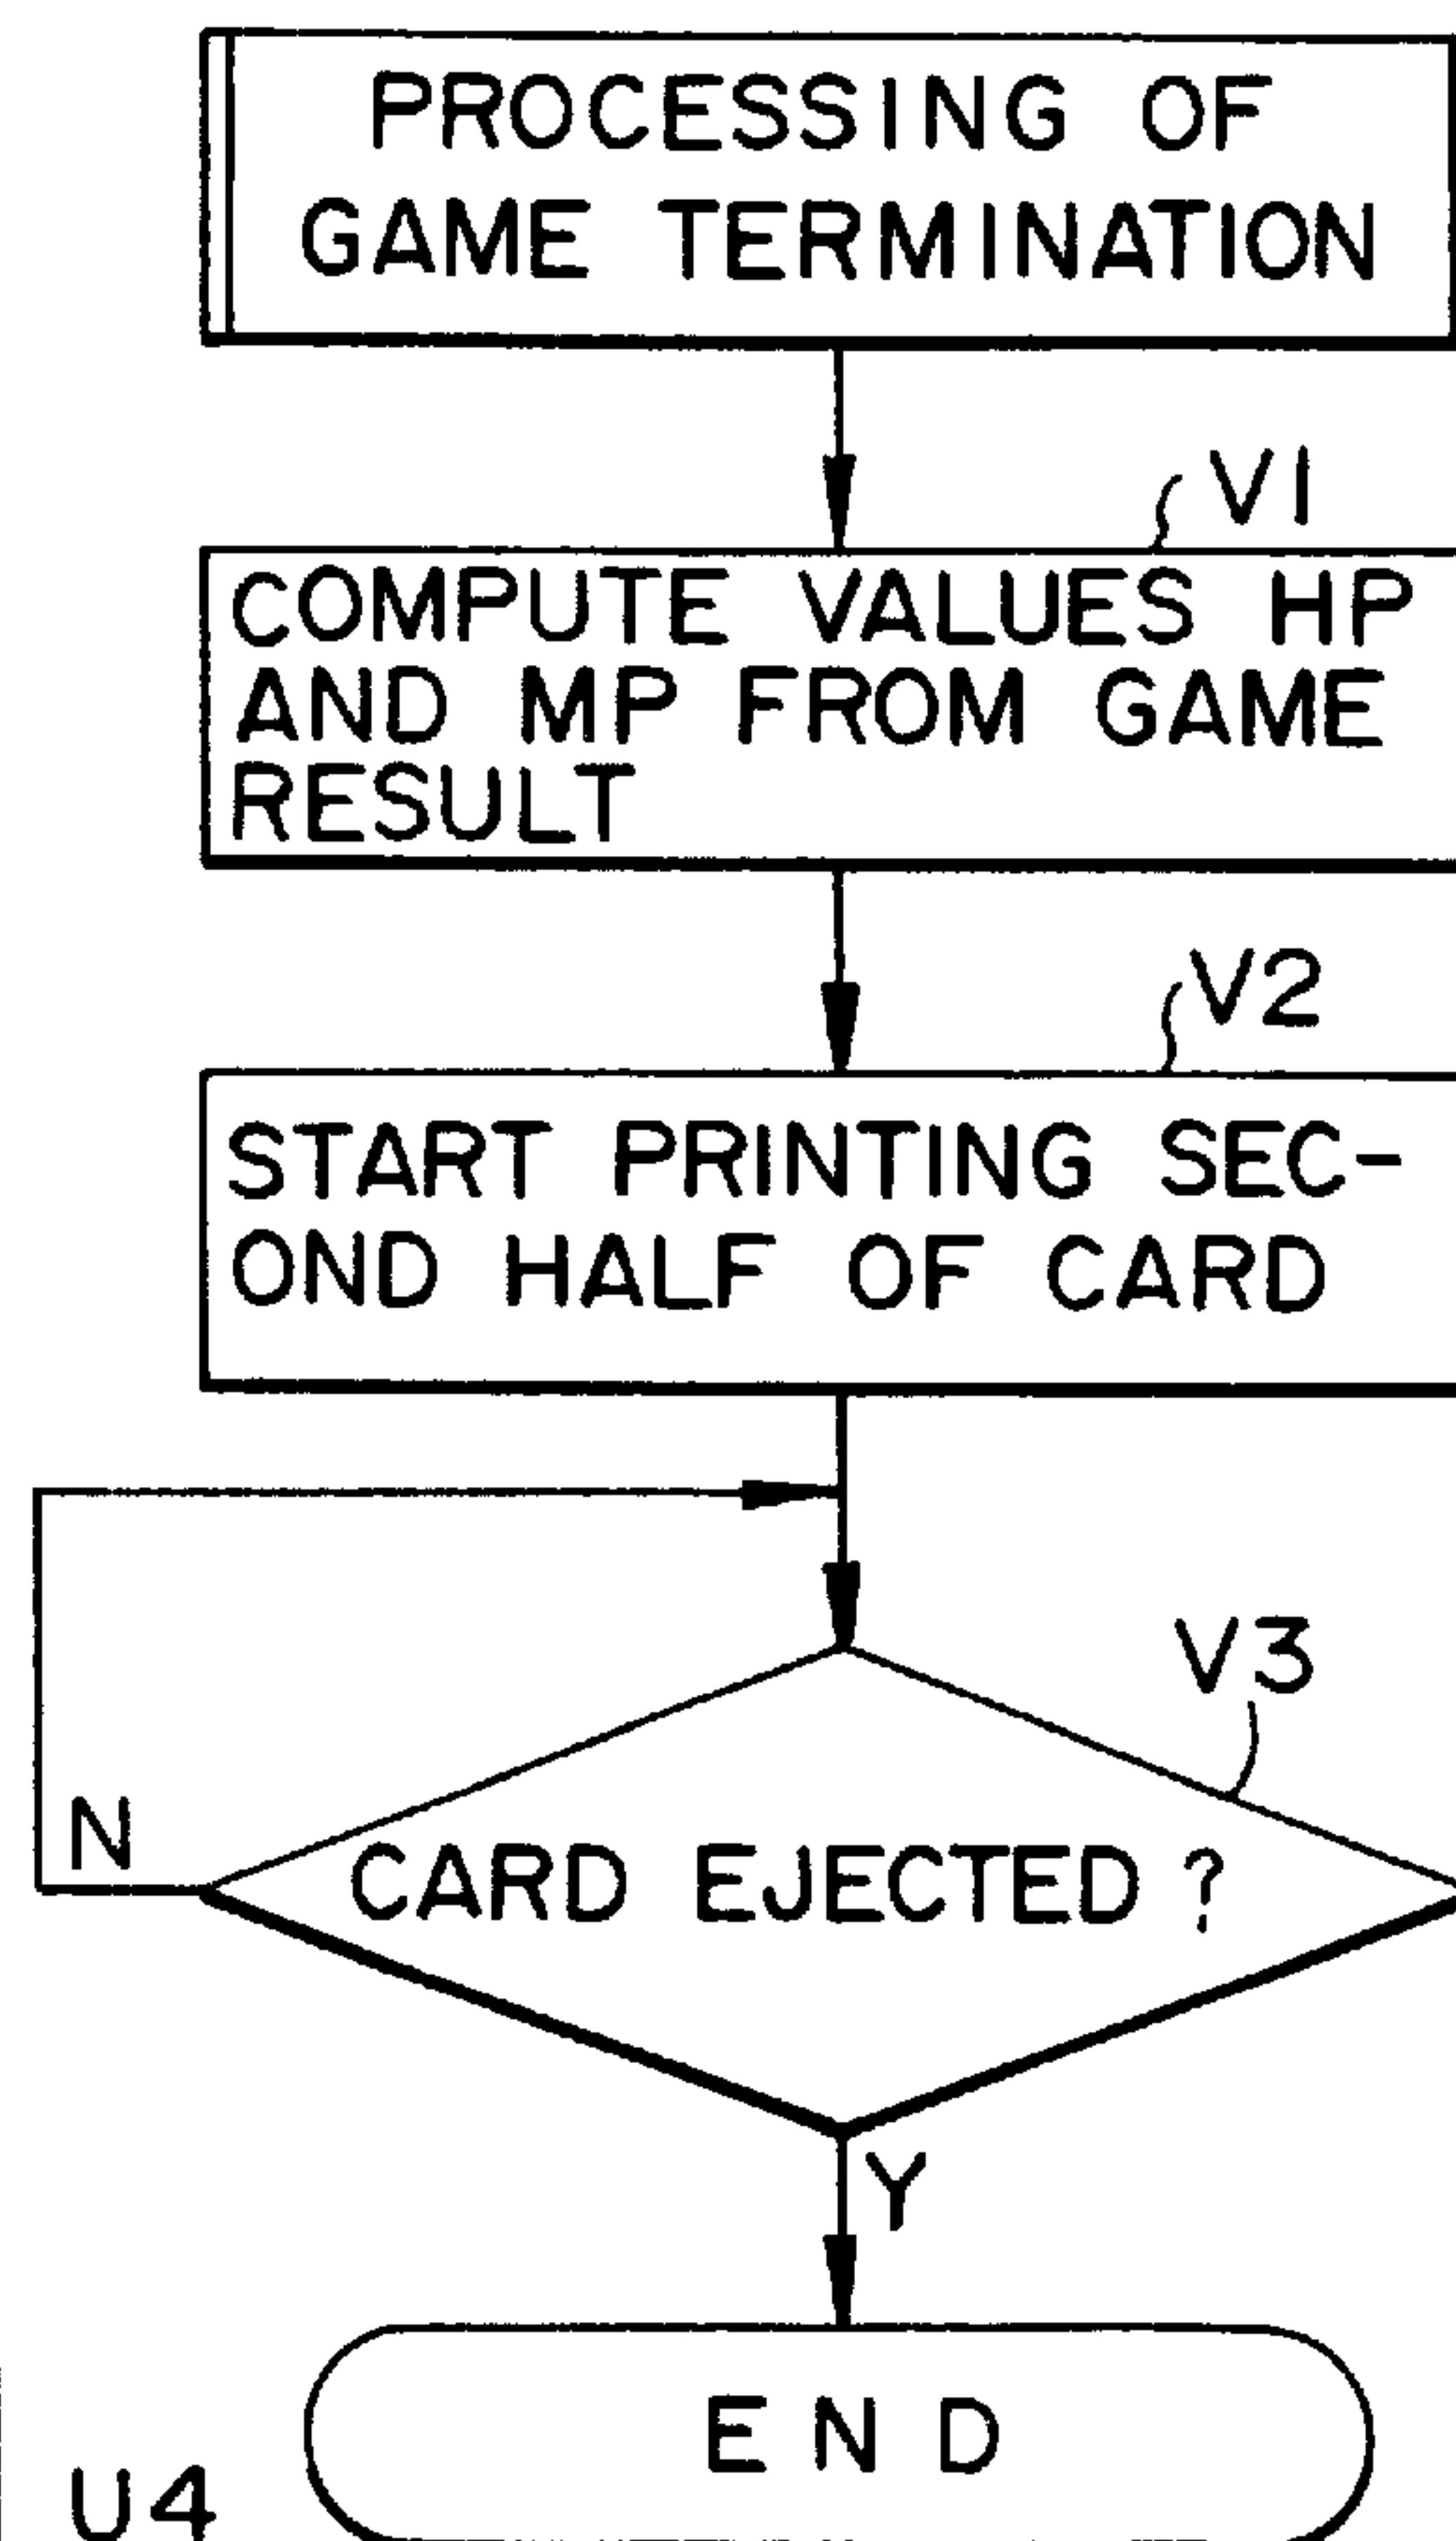 PROCESSING OF
GAME TERMINATION
V1
COMPUTE VALUES HP
AND MP FROM GAME
RESULT
V2
START PRINTING SEC-
OND HALF OF CARD
V3
N
CARD EJECTED ?
Y
END
U4